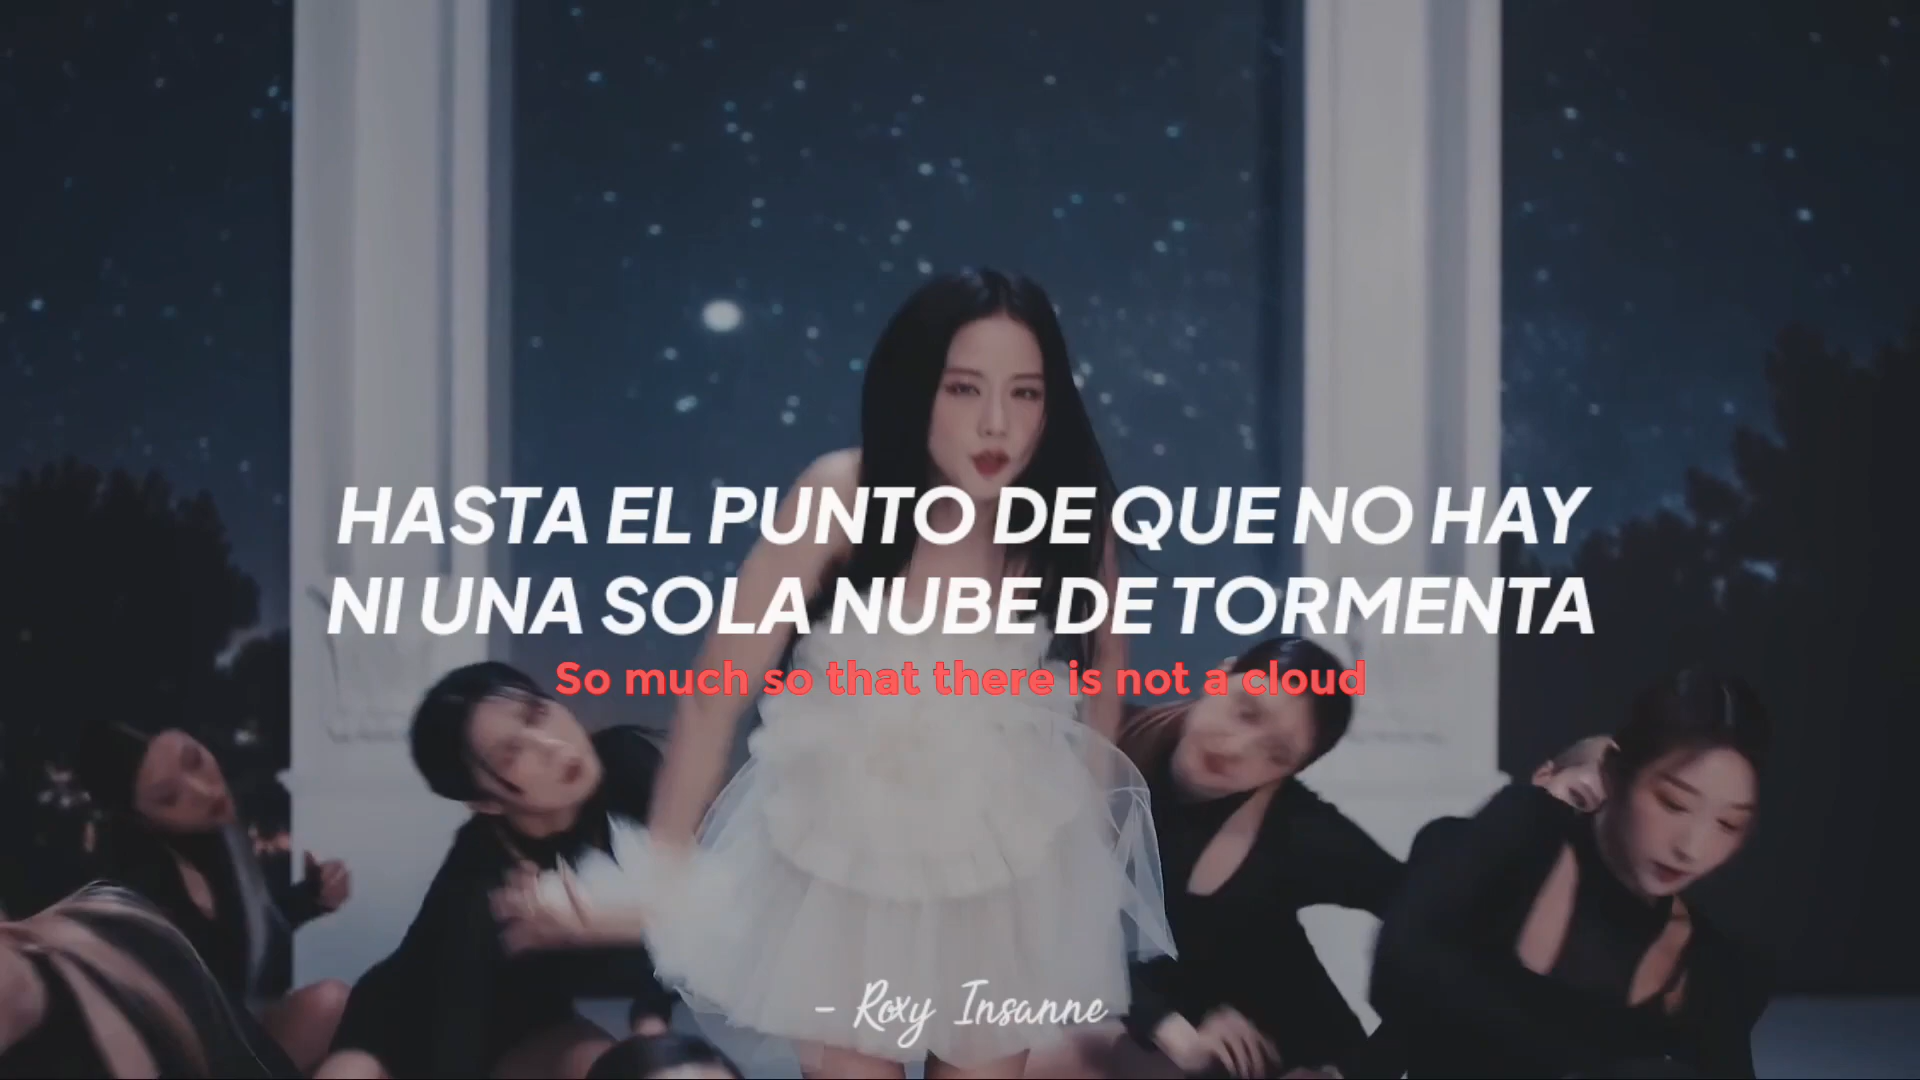 HASTA EL PUNTO DE QUE NO HAY
NI UNA SOLA NUBE DE TORMENTA
So much so that there is not a cloud
- Roxy Insanne